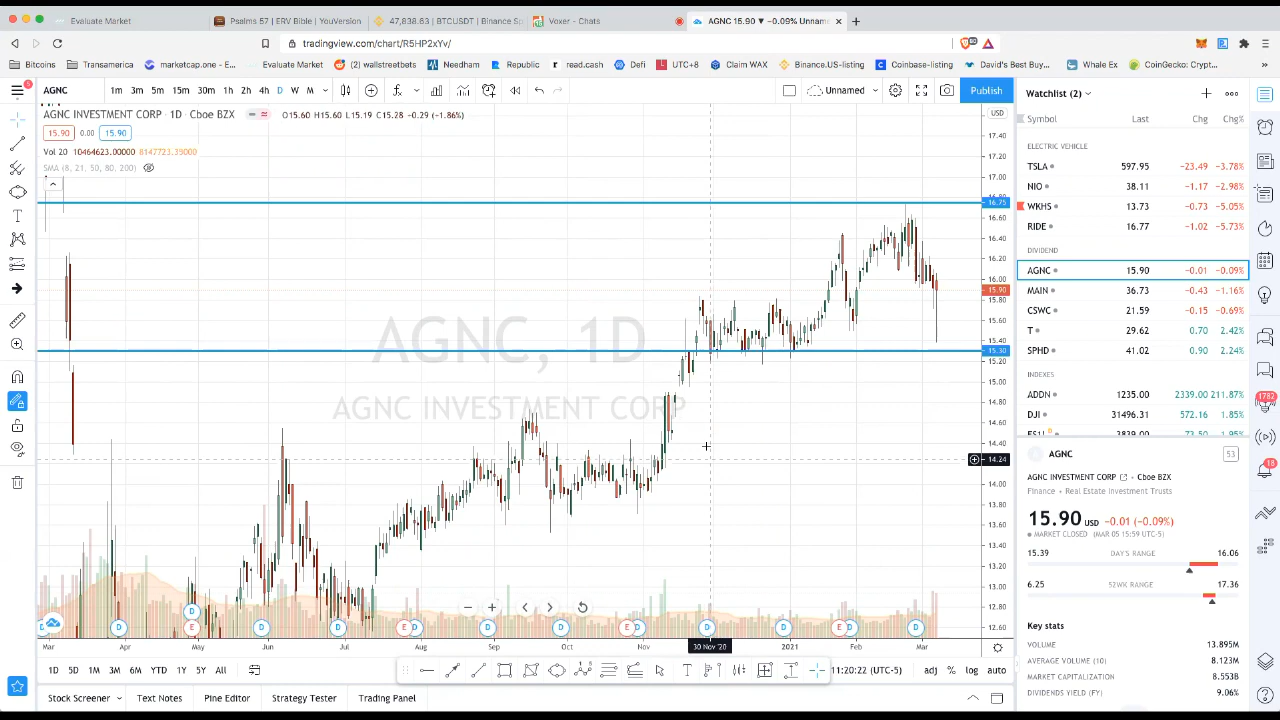 Evaluate Market
Psalms 57 | ERV Bible | YouVersion
47,838.63 | BTCUSDT | Binance Sp
Voxer - Chats
AGNC 15.90 ▼ −0.09% Unnam
tradingview.com/chart/R5HP2xYv/
Bitcoins
Transamerica
marketcap.one - E...
Evaluate Market
(2) wallstreetbets
Needham
Republic
read.cash
Defi
UTC+8
Claim WAX
Binance.US-listing
Coinbase-listing
David's Best Buy...
Whale Ex
CoinGecko: Crypt...
AGNC
1m 3m 5m 15m 30m 1h 2h 4h D W M
Unnamed
Publish
AGNC INVESTMENT CORP · 1D · Cboe BZX
15.60 H15.60 L15.19 C15.28 −0.29 (−1.86%)
15.90 0.00 15.90
Vol 20 10464623.00000 8147723.35000
SMA (8, 21, 50, 80, 200)
AGNC, 1D
AGNC INVESTMENT CORP
USD
17.40
17.20
17.00
16.75
16.60
16.40
16.20
16.00
15.90
15.80
15.60
15.40
15.30
15.20
15.00
14.80
14.60
14.40
14.24
14.00
13.80
13.60
13.40
13.20
13.00
12.80
12.60
D D D E D D D E D D D E D D
Mar Apr May Jun Jul Aug Sep Oct Nov 30 Nov '20 2021 Feb Mar
1D 5D 1M 3M 6M YTD 1Y 5Y All
11:20:22 (UTC-5) adj % log auto
Stock Screener Text Notes Pine Editor Strategy Tester Trading Panel
Watchlist (2)
Symbol Last Chg Chg%
ELECTRIC VEHICLE
TSLA 597.95 −23.49 −3.78%
NIO 38.11 −1.17 −2.98%
WKHS 13.73 −0.73 −5.05%
RIDE 16.77 −1.02 −5.73%
DIVIDEND
AGNC 15.90 −0.01 −0.09%
MAIN 36.73 −0.43 −1.16%
CSWC 21.59 −0.15 −0.69%
T 29.62 0.70 2.42%
SPHD 41.02 0.90 2.24%
INDEXES
ADDN 1235.00 2339.00 211.87%
DJI 31496.31 572.16 1.85%
ES1! 3839.00 73.50 1.95%
AGNC
53
AGNC INVESTMENT CORP · Cboe BZX
Finance · Real Estate Investment Trusts
15.90 USD −0.01 (−0.09%)
MARKET CLOSED (MAR 05 15:59 UTC-5)
15.39 DAY'S RANGE 16.06
6.25 52WK RANGE 17.36
Key stats
VOLUME 13.895M
AVERAGE VOLUME (10) 8.123M
MARKET CAPITALIZATION 8.553B
DIVIDENDS YIELD (FY) 9.06%
1782
18